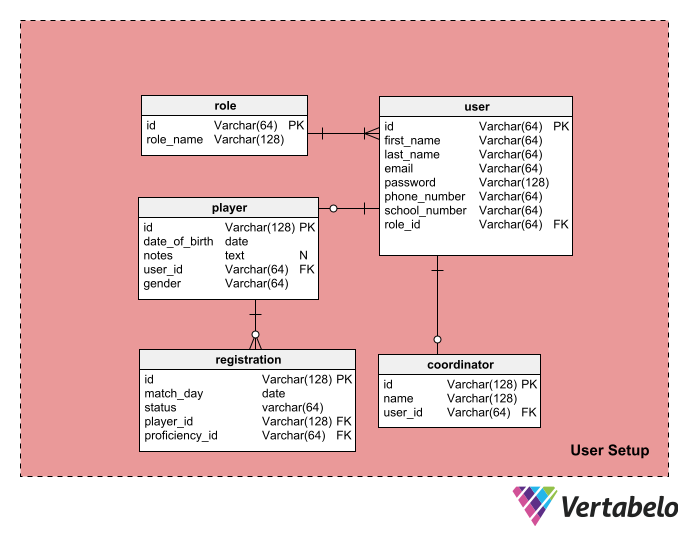 role
id Varchar(64) PK
role_name Varchar(128)
user
id Varchar(64) PK
first_name Varchar(64)
last_name Varchar(64)
email Varchar(64)
password Varchar(128)
phone_number Varchar(64)
school_number Varchar(64)
role_id Varchar(64) FK
player
id Varchar(128) PK
date_of_birth date
notes text N
user_id Varchar(64) FK
gender Varchar(64)
registration
id Varchar(128) PK
match_day date
status varchar(64)
player_id Varchar(128) FK
proficiency_id Varchar(64) FK
coordinator
id Varchar(128) PK
name Varchar(128)
user_id Varchar(64) FK
User Setup
Vertabelo